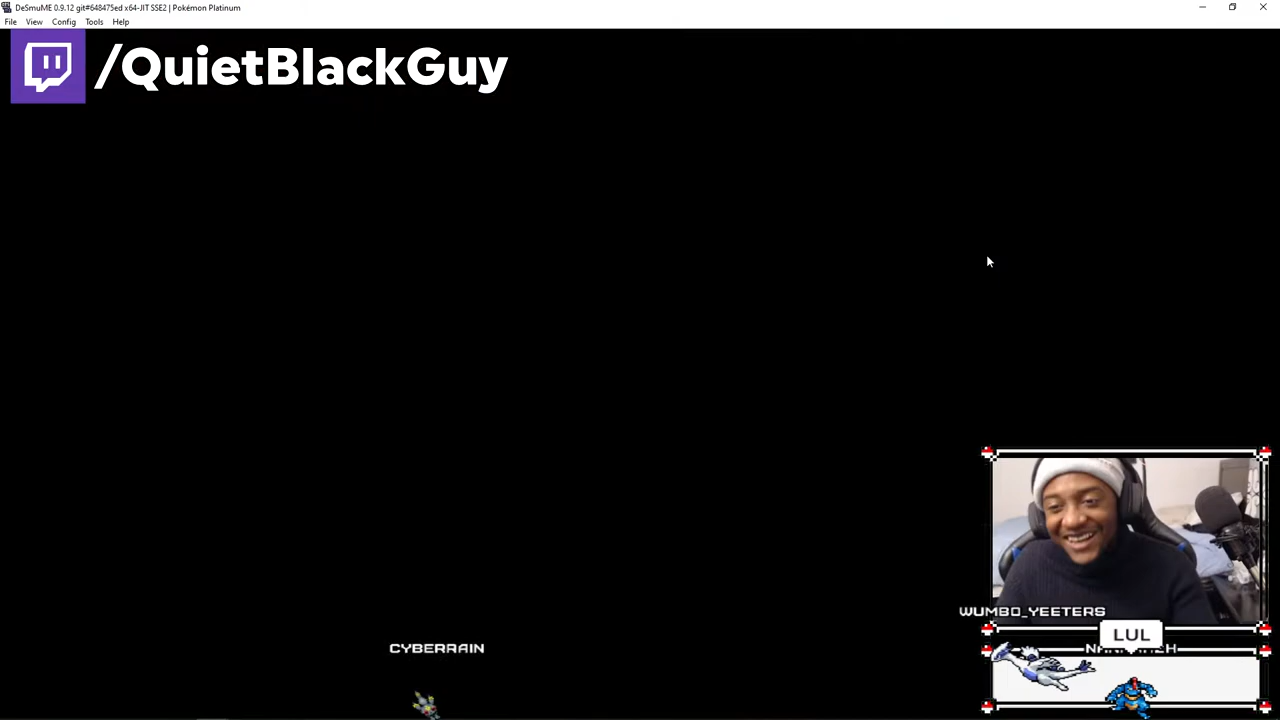 DeSmuME 0.9.12 git#648475ed x64-JIT SSE2 | Pokémon Platinum
File View Config Tools Help
/QuietBlackGuy
WUMBO_YEETERS
LUL
CYBERRAIN